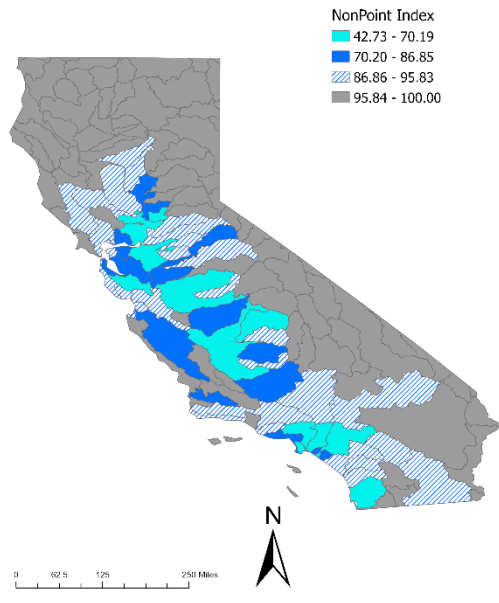 NonPoint Index
42.73 - 70.19
70.20 - 86.85
86.86 - 95.83
95.84 - 100.00
N
0 62.5 125 250 Miles